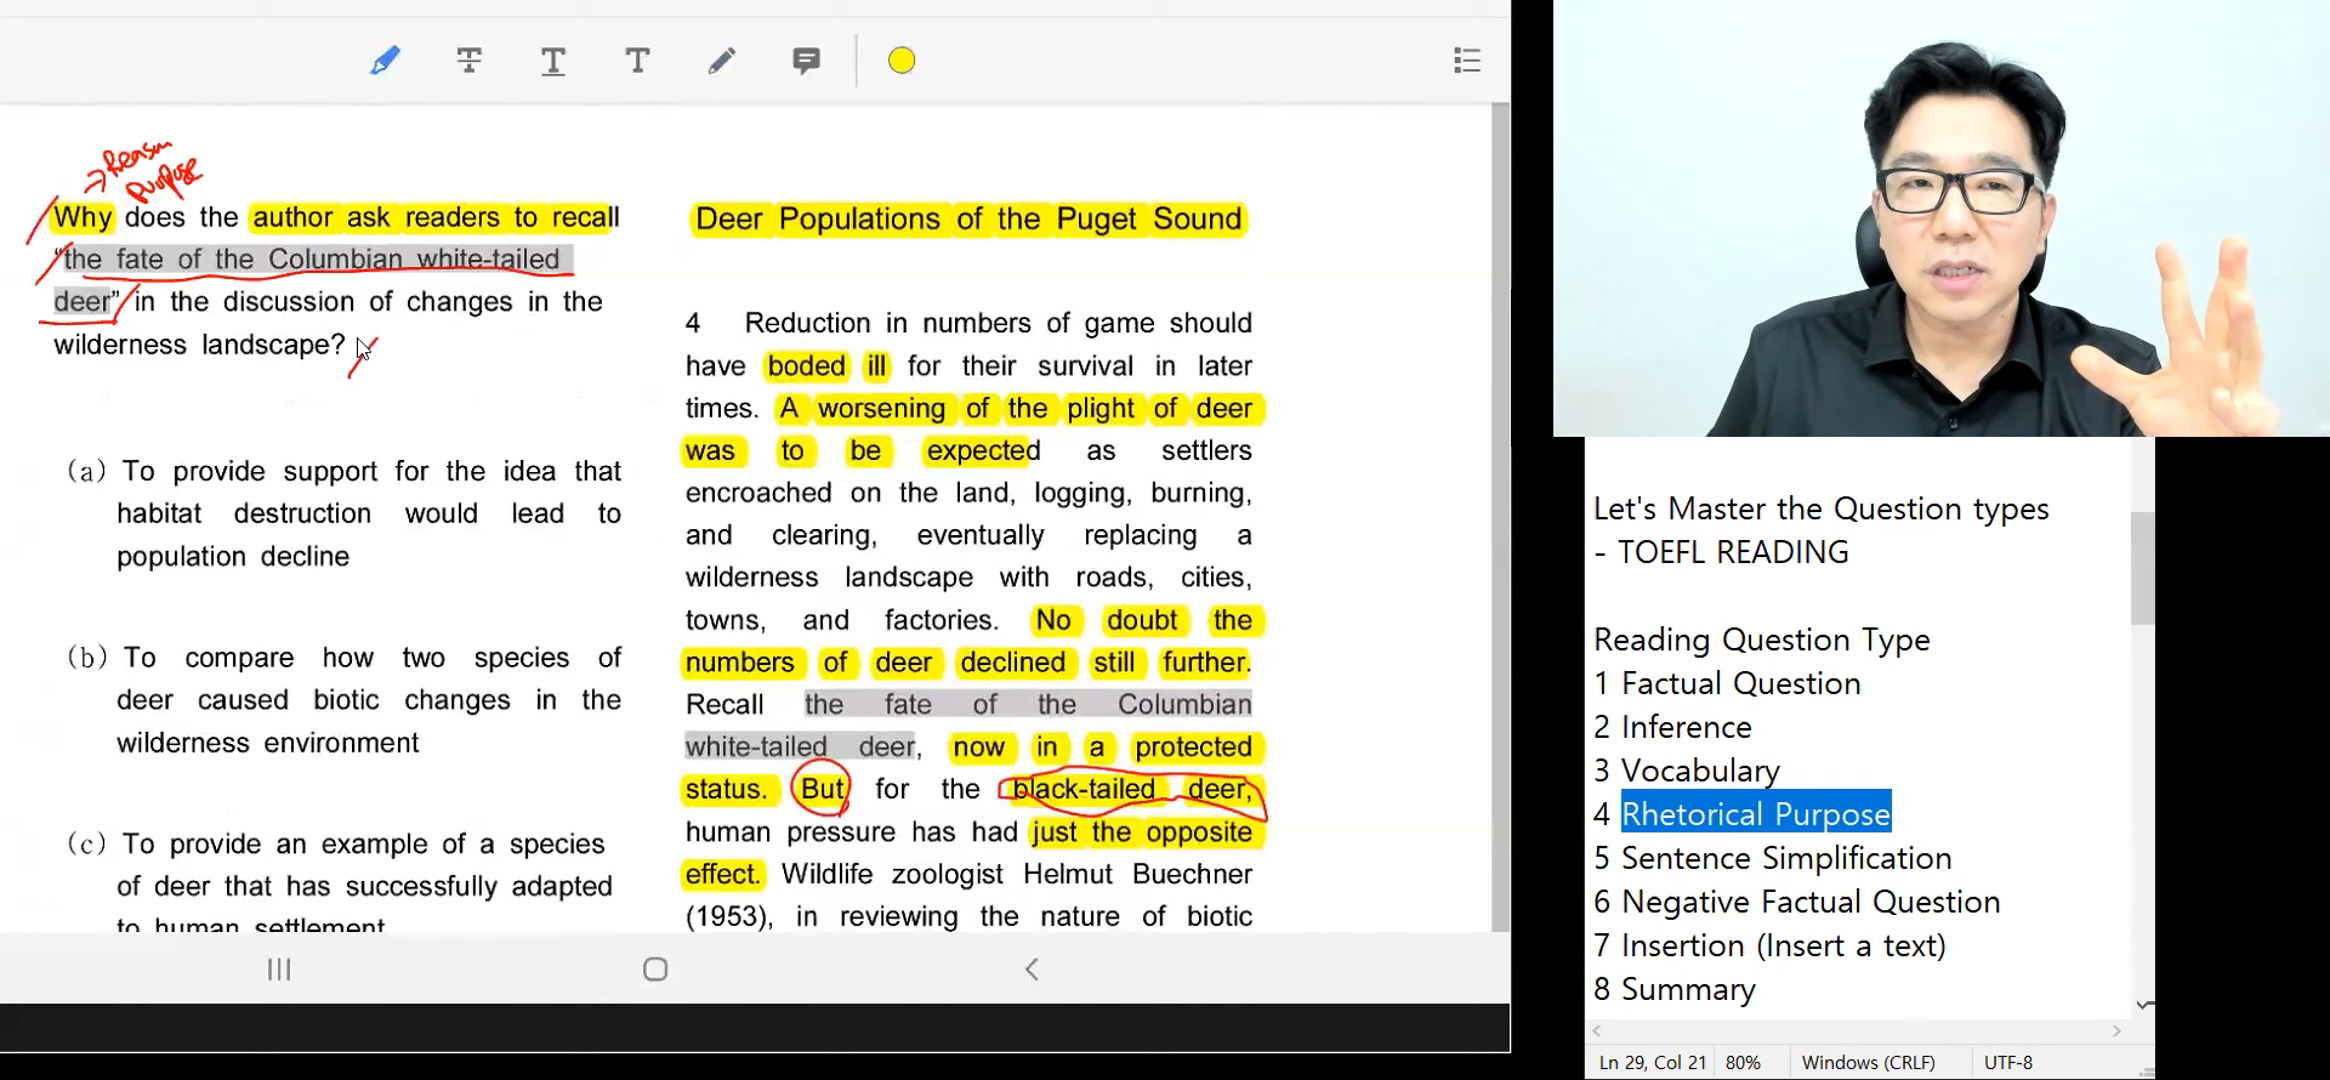 Reason
Purpose
Why does the author ask readers to recall
“the fate of the Columbian white-tailed
deer” in the discussion of changes in the
wilderness landscape?
(a) To provide support for the idea that
habitat destruction would lead to
population decline
(b) To compare how two species of
deer caused biotic changes in the
wilderness environment
(c) To provide an example of a species
of deer that has successfully adapted
to human settlement
Deer Populations of the Puget Sound
4 Reduction in numbers of game should
have boded ill for their survival in later
times. A worsening of the plight of deer
was to be expected as settlers
encroached on the land, logging, burning,
and clearing, eventually replacing a
wilderness landscape with roads, cities,
towns, and factories. No doubt the
numbers of deer declined still further.
Recall the fate of the Columbian
white-tailed deer, now in a protected
status. But for the black-tailed deer,
human pressure has had just the opposite
effect. Wildlife zoologist Helmut Buechner
(1953), in reviewing the nature of biotic
Let's Master the Question types
- TOEFL READING
Reading Question Type
1 Factual Question
2 Inference
3 Vocabulary
4 Rhetorical Purpose
5 Sentence Simplification
6 Negative Factual Question
7 Insertion (Insert a text)
8 Summary
Ln 29, Col 21 80% Windows (CRLF) UTF-8